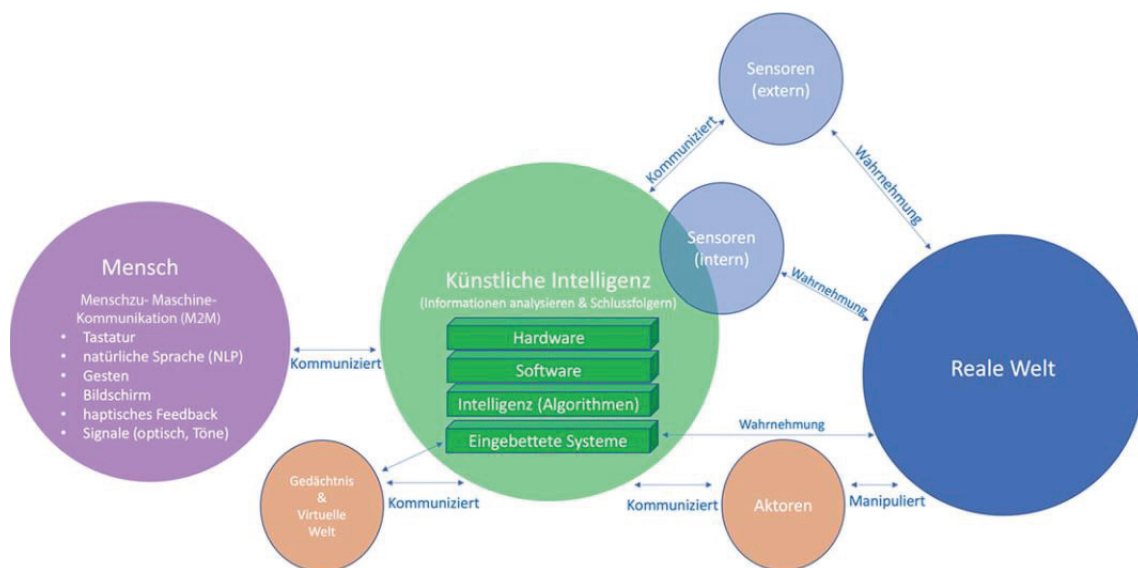 Mensch
Menschzu- Maschine-
Kommunikation (M2M)
• Tastatur
• natürliche Sprache (NLP)
• Gesten
• Bildschirm
• haptisches Feedback
• Signale (optisch, Töne)
Kommuniziert
Gedächtnis
&
Virtuelle
Welt
Kommuniziert
Künstliche Intelligenz
(Informationen analysieren & Schlussfolgern)
Hardware
Software
Intelligenz (Algorithmen)
Eingebettete Systeme
Kommuniziert
Sensoren
(extern)
Wahrnehmung
Sensoren
(intern)
Wahrnehmung
Wahrnehmung
Kommuniziert
Aktoren
Manipuliert
Reale Welt